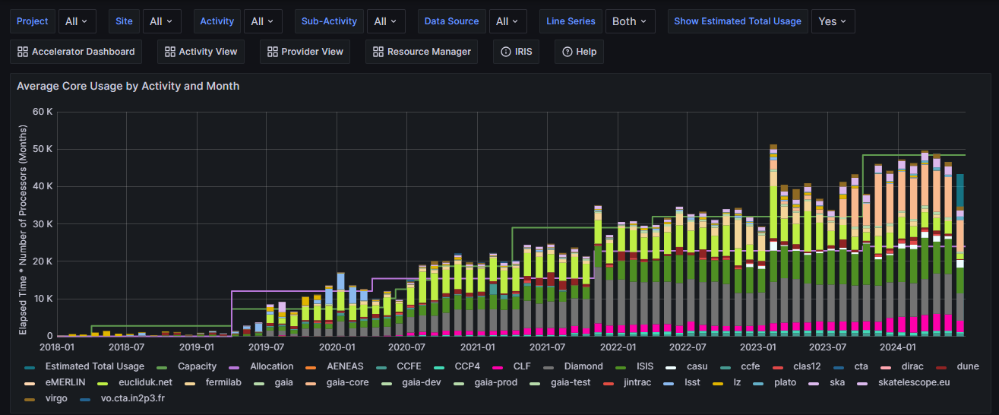 Project All Site All Activity All Sub-Activity All Data Source All Line Series Both Show Estimated Total Usage Yes
Accelerator Dashboard Activity View Provider View Resource Manager IRIS Help
Average Core Usage by Activity and Month
Elapsed Time * Number of Processors (Months)
60 K
50 K
40 K
30 K
20 K
10 K
0
2018-01 2018-07 2019-01 2019-07 2020-01 2020-07 2021-01 2021-07 2022-01 2022-07 2023-01 2023-07 2024-01
Estimated Total Usage Capacity Allocation AENEAS CCFE CCP4 CLF Diamond ISIS casu ccfe clas12 cta dirac dune
eMERLIN eucliduk.net fermilab gaia gaia-core gaia-dev gaia-prod gaia-test jintrac lsst lz plato ska skatelescope.eu
virgo vo.cta.in2p3.fr